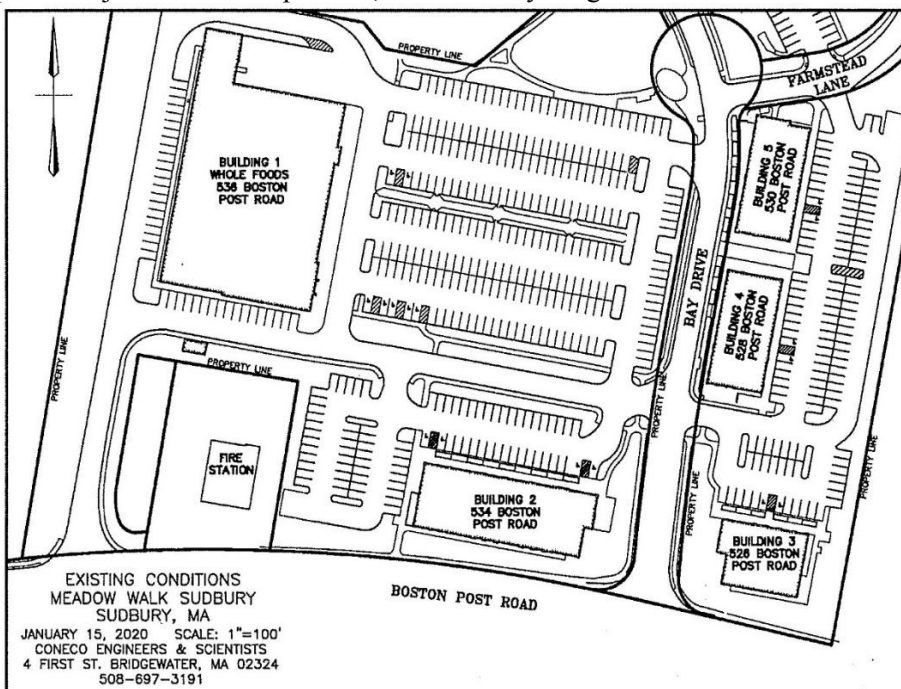 PROPERTY LINE
FARMSTEAD
LANE
BUILDING 1
WHOLE FOODS
536 BOSTON
POST ROAD
BUILDING 5
530 BOSTON
POST ROAD
BAY DRIVE
BUILDING 4
528 BOSTON
POST ROAD
PROPERTY LINE
PROPERTY LINE
PROPERTY LINE
PROPERTY LINE
PROPERTY LINE
FIRE
STATION
BUILDING 2
534 BOSTON
POST ROAD
BUILDING 3
526 BOSTON
POST ROAD
BOSTON POST ROAD
EXISTING CONDITIONS
MEADOW WALK SUDBURY
SUDBURY, MA
JANUARY 15, 2020 SCALE: 1"=100'
CONECO ENGINEERS & SCIENTISTS
4 FIRST ST. BRIDGEWATER, MA 02324
508-697-3191